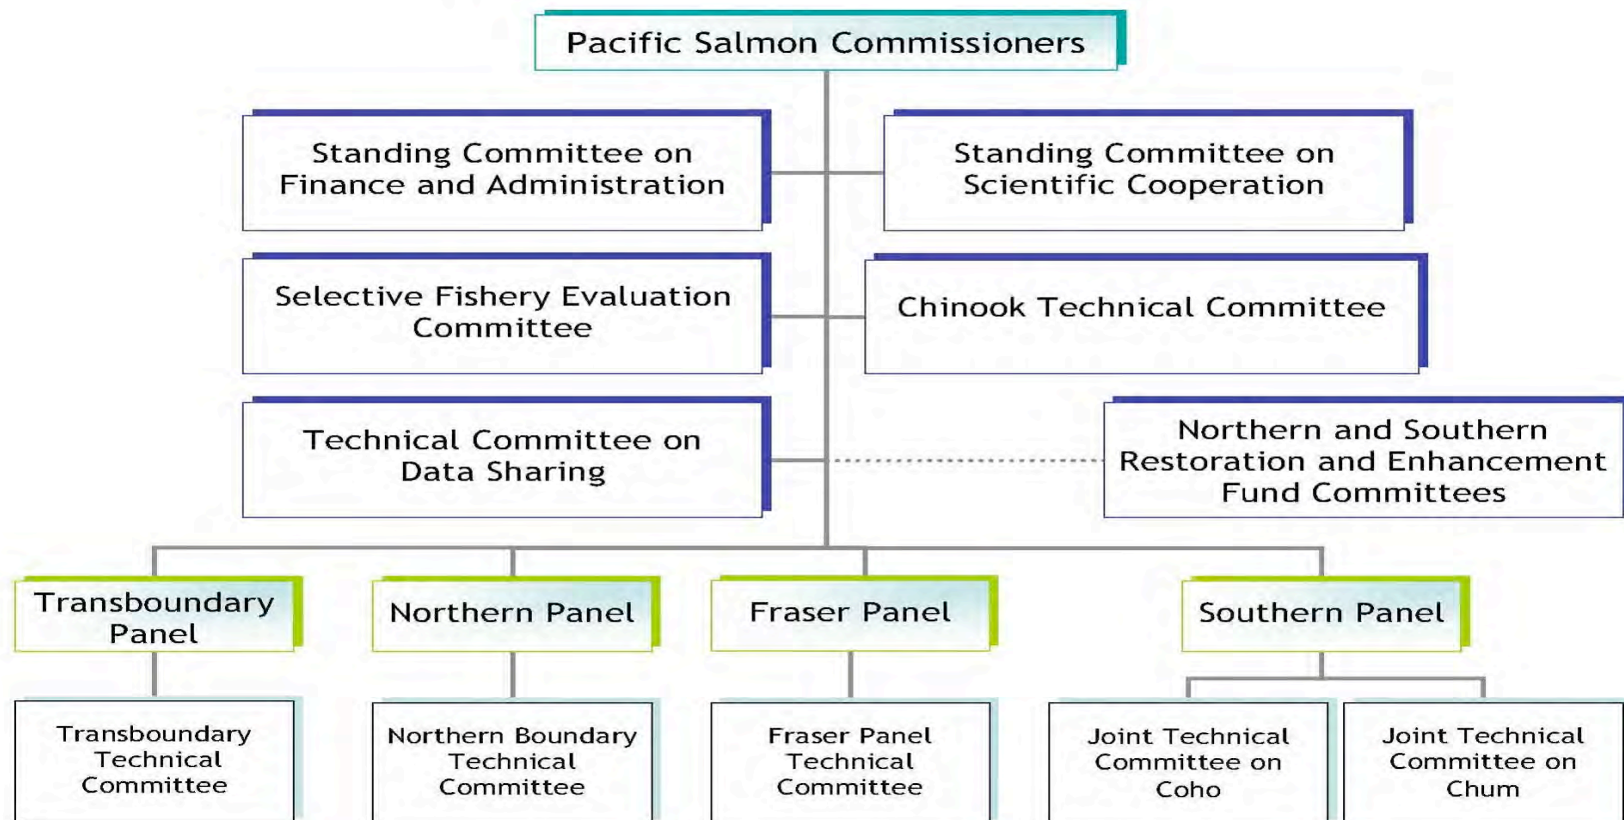 Pacific Salmon Commissioners
Standing Committee on
Finance and Administration
Standing Committee on
Scientific Cooperation
Selective Fishery Evaluation
Committee
Chinook Technical Committee
Technical Committee on
Data Sharing
Northern and Southern
Restoration and Enhancement
Fund Committees
Transboundary
Panel
Northern Panel
Fraser Panel
Southern Panel
Transboundary
Technical
Committee
Northern Boundary
Technical
Committee
Fraser Panel
Technical
Committee
Joint Technical
Committee on
Coho
Joint Technical
Committee on
Chum